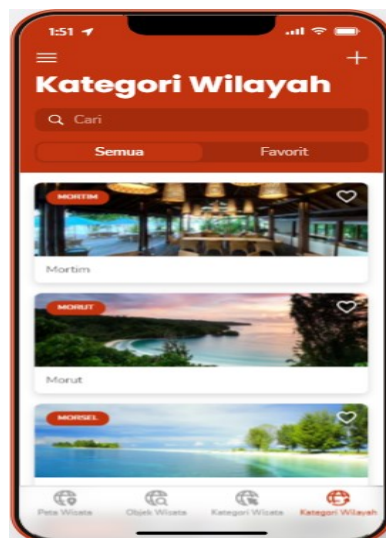 1:51
Kategori Wilayah
Cari
Semua Favorit
MORTIM
Mortim
MORUT
Morut
MORSEL
Peta Wisata Objek Wisata Kategori Wisata Kategori Wilayah